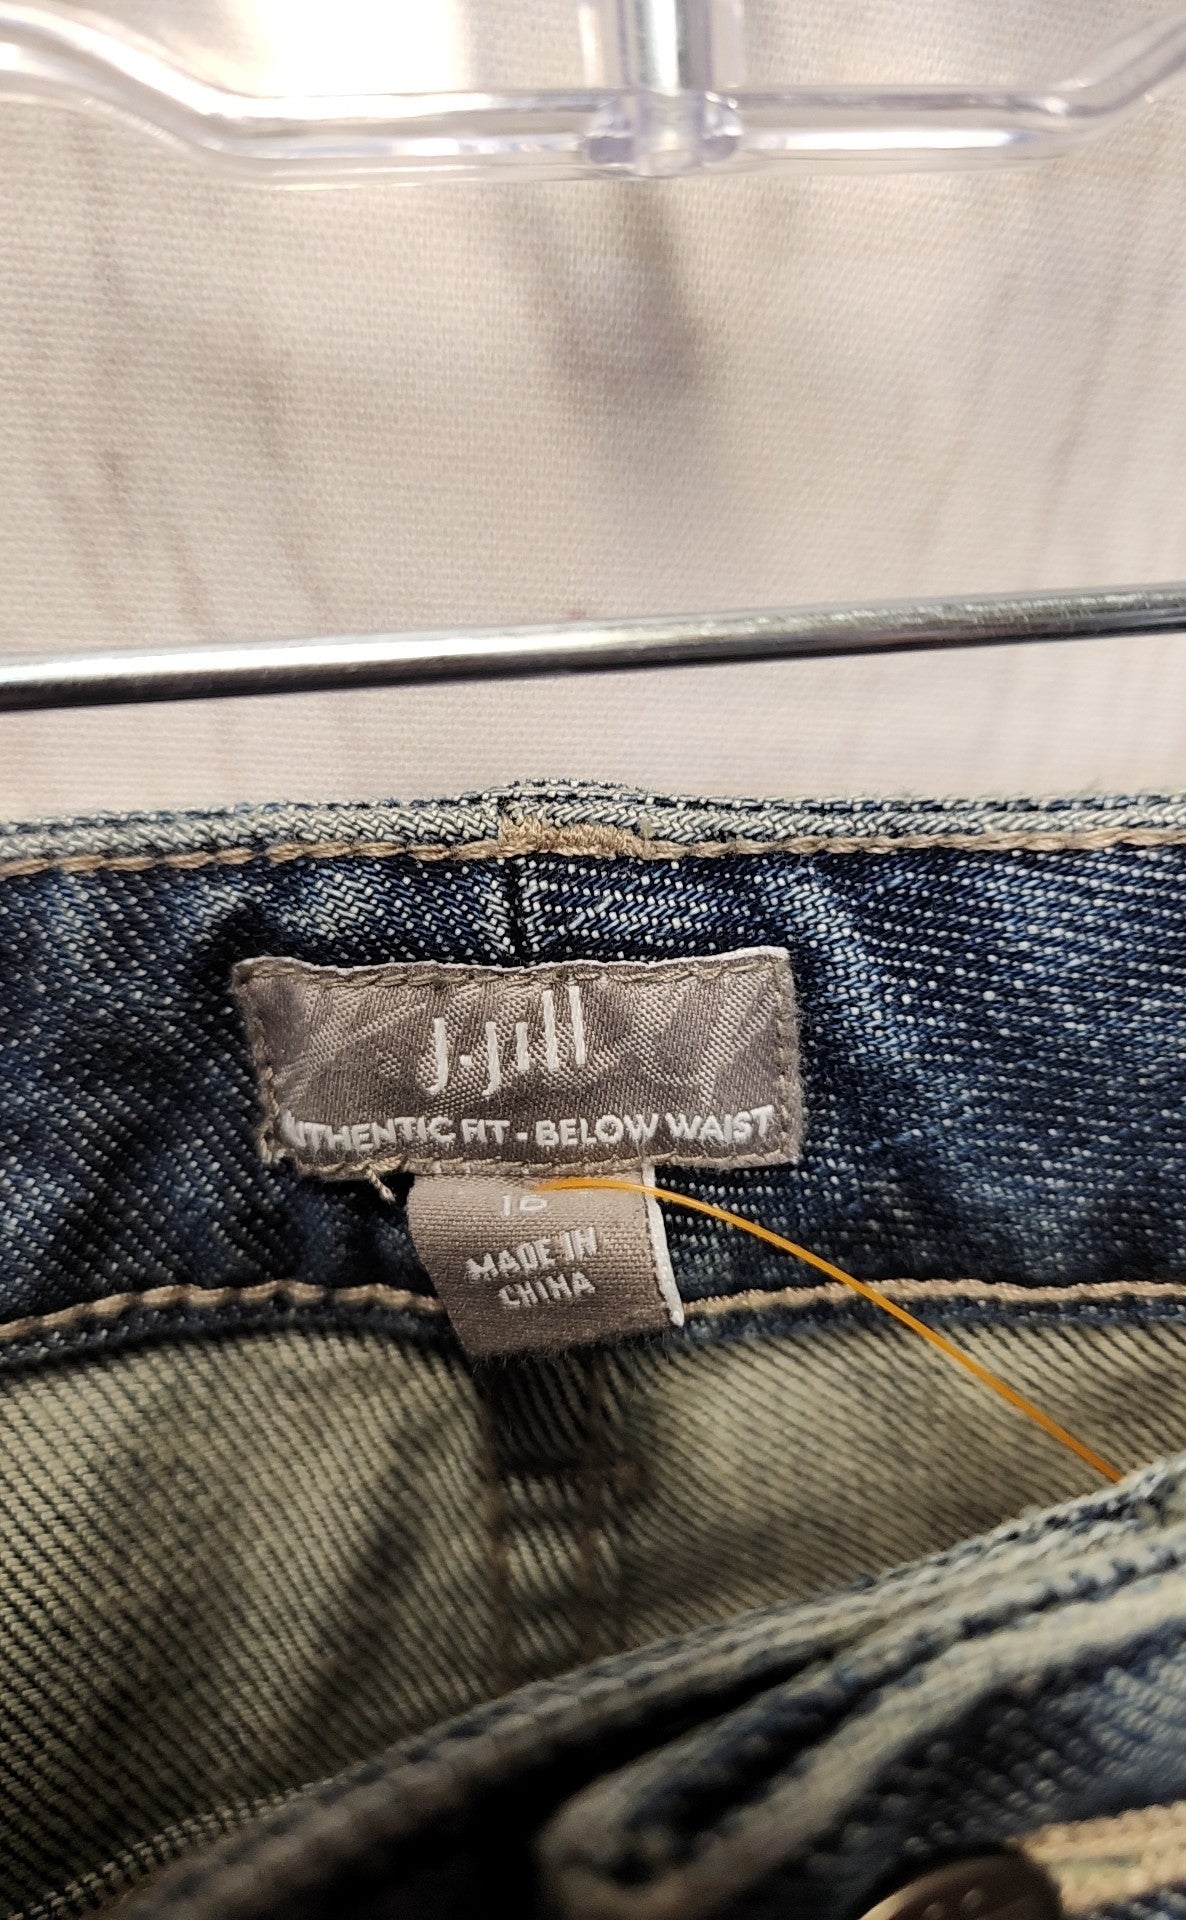 J.Jill
AUTHENTIC FIT - BELOW WAIST
16
MADE IN
CHINA